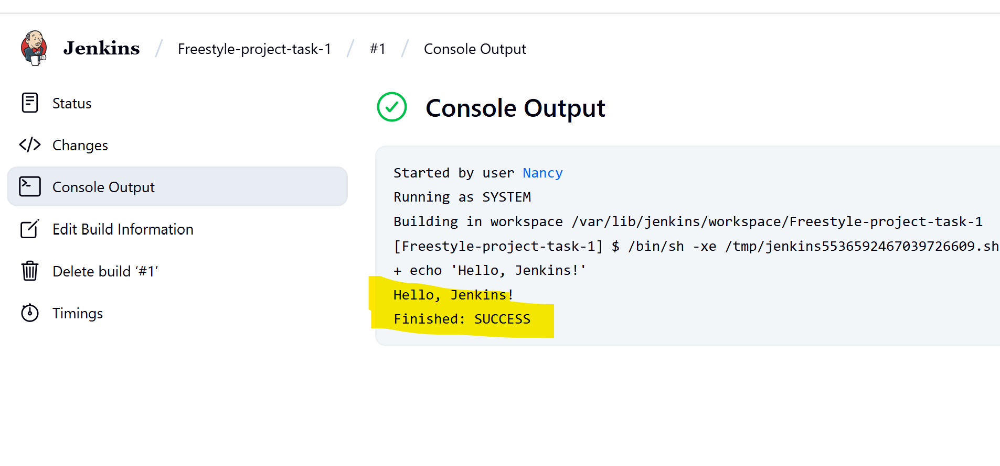 Jenkins / Freestyle-project-task-1 / #1 / Console Output
Status
Changes
Console Output
Edit Build Information
Delete build ‘#1’
Timings
Console Output
Started by user Nancy
Running as SYSTEM
Building in workspace /var/lib/jenkins/workspace/Freestyle-project-task-1
[Freestyle-project-task-1] $ /bin/sh -xe /tmp/jenkins5536592467039726609.sh
+ echo 'Hello, Jenkins!'
Hello, Jenkins!
Finished: SUCCESS